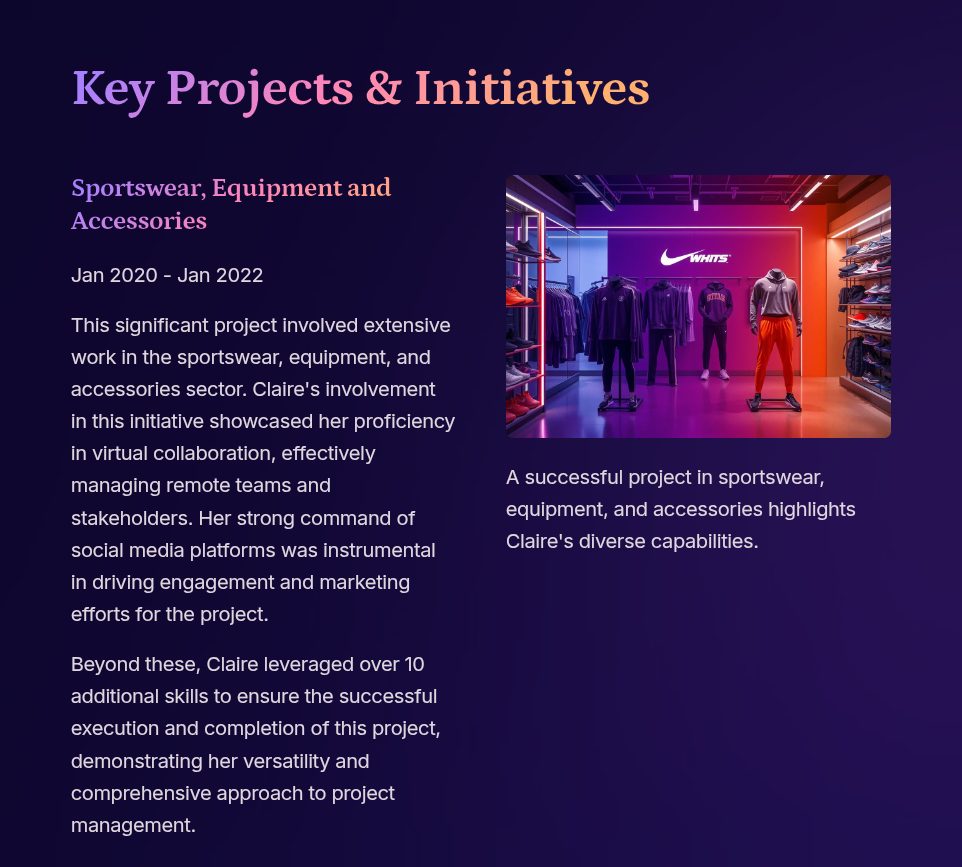 Key Projects & Initiatives
Sportswear, Equipment and
Accessories
Jan 2020 - Jan 2022
This significant project involved extensive
work in the sportswear, equipment, and
accessories sector. Claire's involvement
in this initiative showcased her proficiency
in virtual collaboration, effectively
managing remote teams and
stakeholders. Her strong command of
social media platforms was instrumental
in driving engagement and marketing
efforts for the project.
Beyond these, Claire leveraged over 10
additional skills to ensure the successful
execution and completion of this project,
demonstrating her versatility and
comprehensive approach to project
management.
WHITS
A successful project in sportswear,
equipment, and accessories highlights
Claire's diverse capabilities.